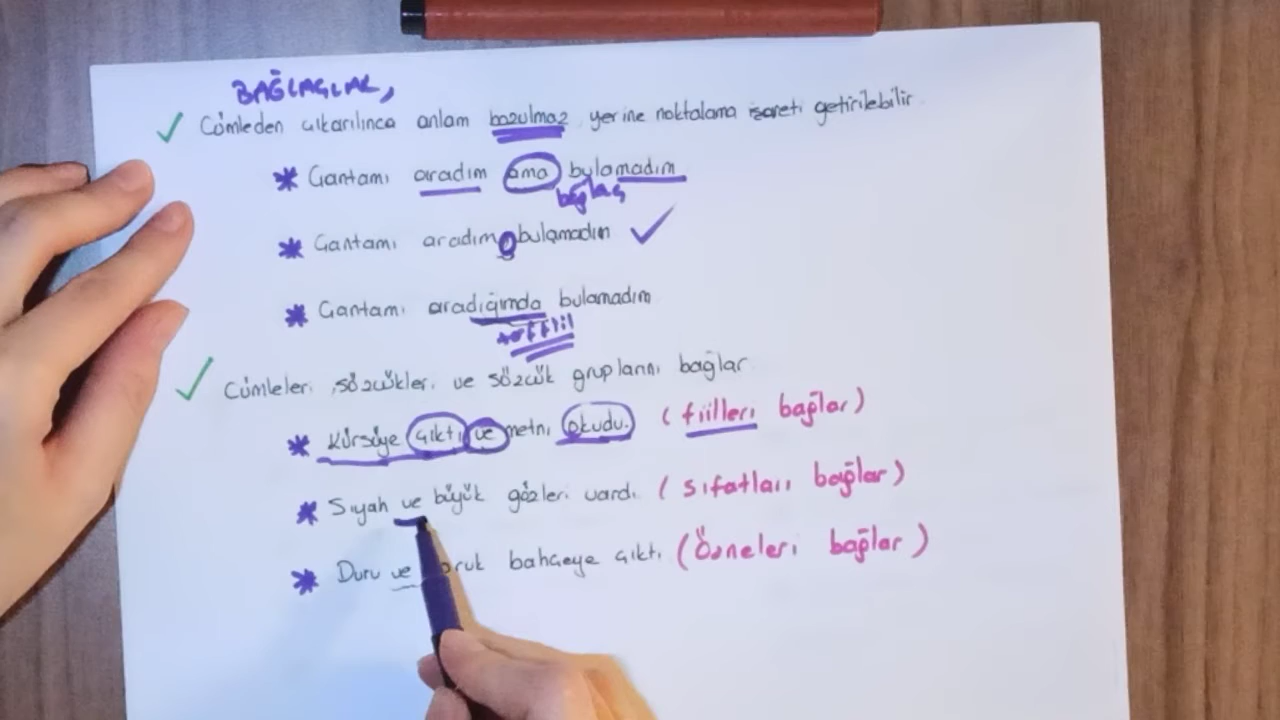 BAĞLAÇLAR,
Cümleden çıkarılınca anlam bozulmaz yerine noktalama işareti getirilebilir.
* Çantamı aradım ama bulamadım
bağlaç
* Çantamı aradım, bulamadım
* Çantamı aradığımda bulamadım
Cümleleri, sözcükleri ve sözcük gruplarını bağlar.
* Kürsüye çıktı ve metni okudu. (fiilleri bağlar)
* Siyah ve büyük gözleri vardı. (sıfatları bağlar)
* Duru ve bahçeye çıktı. (Özneleri bağlar)